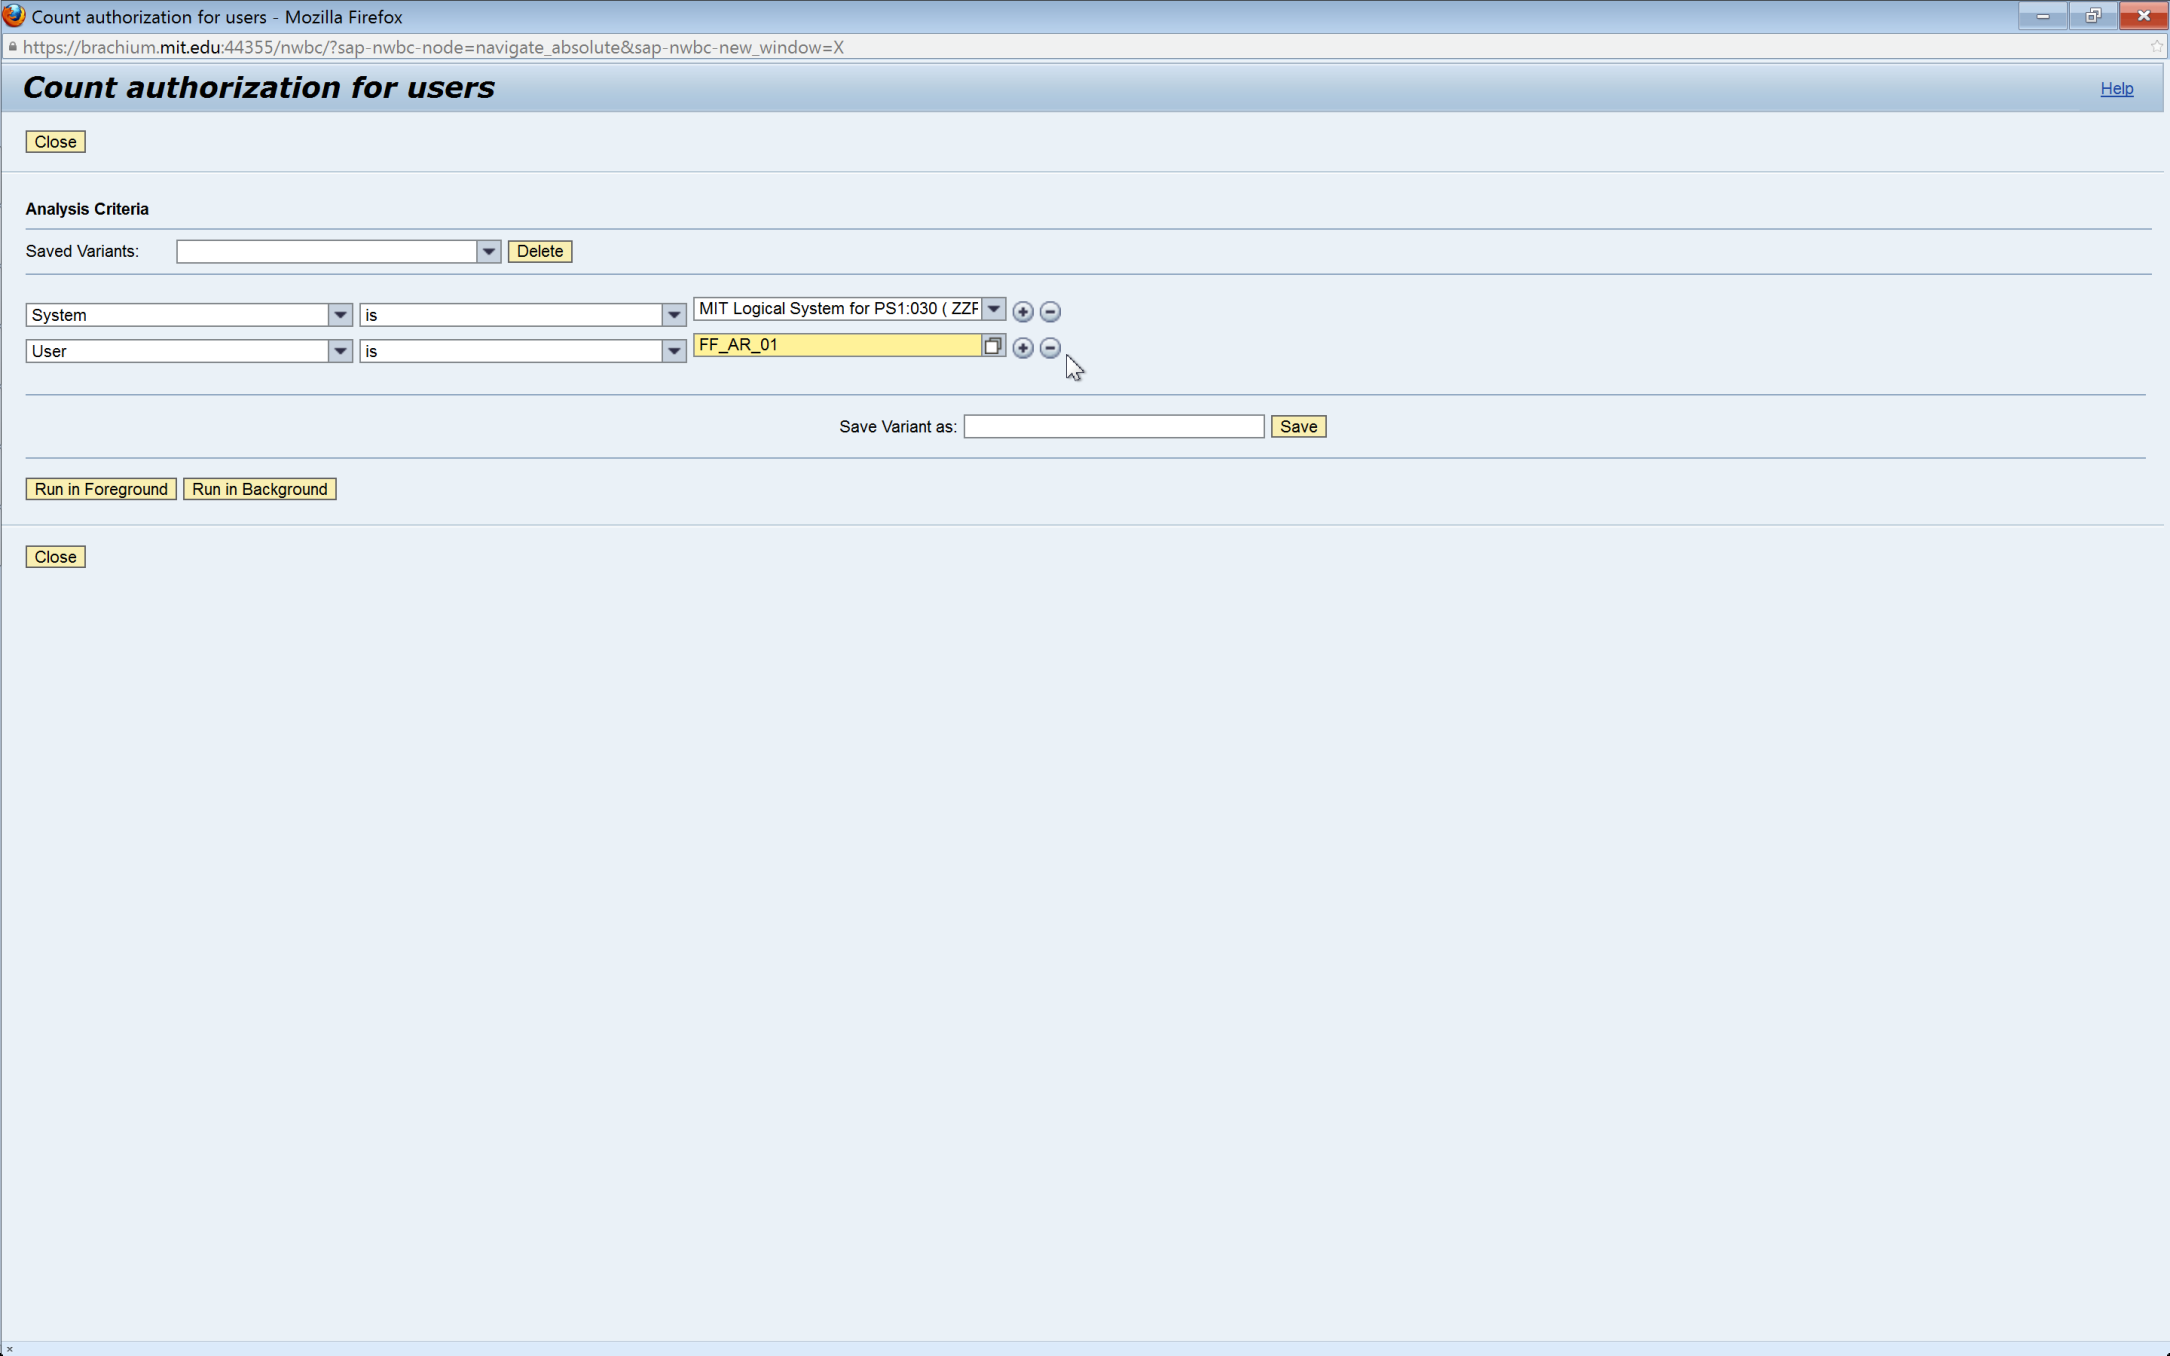 Count authorization for users - Mozilla Firefox
https://brachium.mit.edu:44355/nwbc/?sap-nwbc-node=navigate_absolute&sap-nwbc-new_window=X
Count authorization for users
Help
Close
Analysis Criteria
Saved Variants:
Delete
System
is
MIT Logical System for PS1:030 ( ZZF
User
is
FF_AR_01
Save Variant as:
Save
Run in Foreground
Run in Background
Close